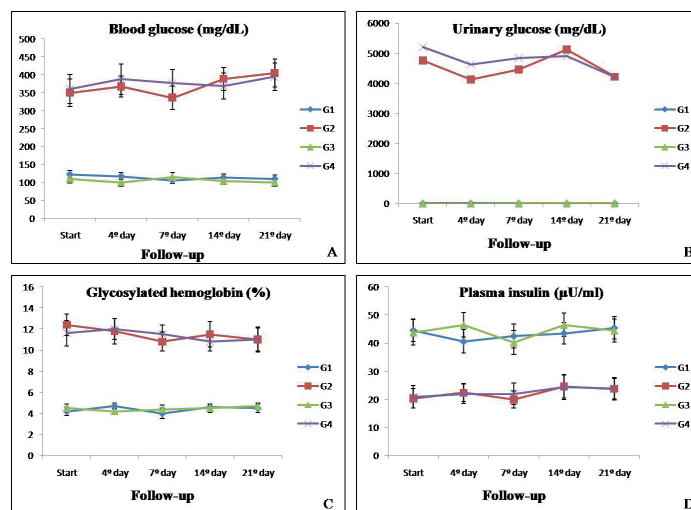 Blood glucose (mg/dL)
500
450
400
350
300
250
200
150
100
50
0
Start 4º day 7º day 14º day 21º day
Follow-up
G1
G2
G3
G4
A
Urinary glucose (mg/dL)
6000
5000
4000
3000
2000
1000
0
Start 4º day 7º day 14º day 21º day
Follow-up
G1
G2
G3
G4
B
Glycosylated hemoglobin (%)
16
14
12
10
8
6
4
2
0
Start 4º day 7º day 14º day 21º day
Follow-up
G1
G2
G3
G4
C
Plasma insulin (µU/ml)
60
50
40
30
20
10
0
Start 4º day 7º day 14º day 21º day
Follow-up
G1
G2
G3
G4
D